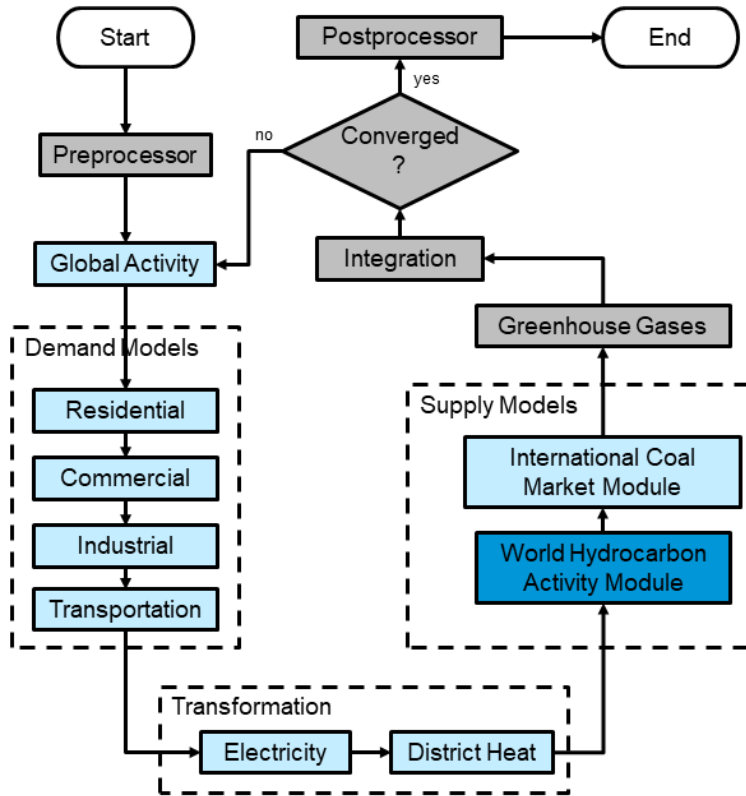 Start
Postprocessor
End
yes
no
Converged
?
Preprocessor
Global Activity
Integration
Greenhouse Gases
Demand Models
Residential
Commercial
Industrial
Transportation
Supply Models
International Coal
Market Module
World Hydrocarbon
Activity Module
Transformation
Electricity
District Heat